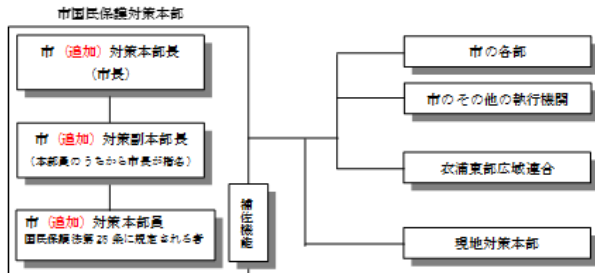 市国民保護対策本部
市（追加）対策本部長
（市長）
市（追加）対策副本部長
（本部員のうちから市長が指名）
市（追加）対策本部員
国民保護法第28条に規定される者
補佐機能
市の各部
市のその他の執行機関
衣浦東部広域連合
現地対策本部